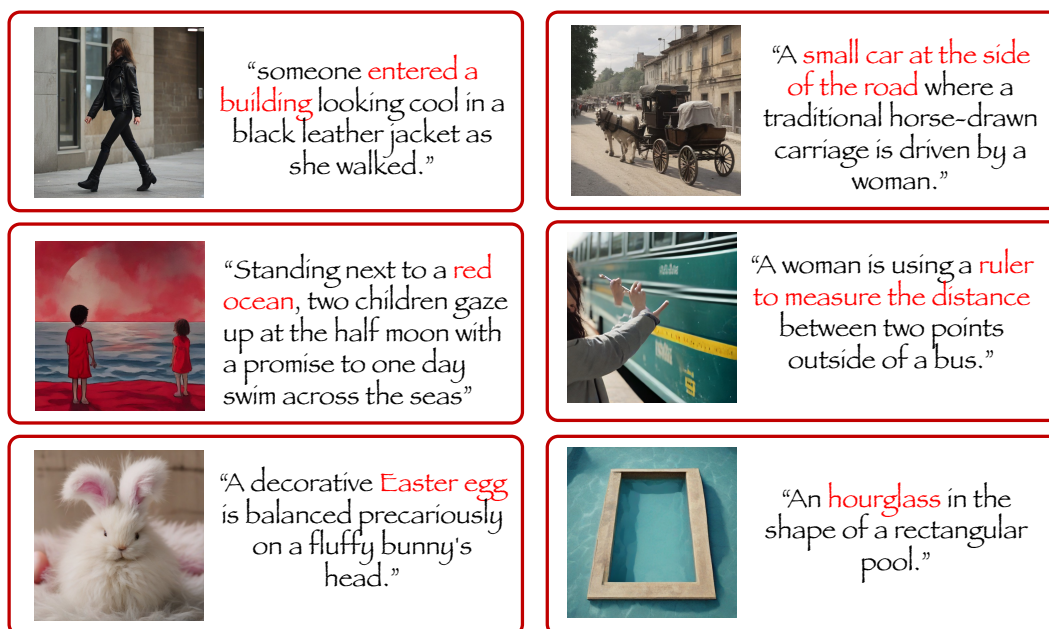 “someone entered a
building looking cool in a
black leather jacket as
she walked.”
“A small car at the side
of the road where a
traditional horse-drawn
carriage is driven by a
woman.”
“Standing next to a red
ocean, two children gaze
up at the half moon with
a promise to one day
swim across the seas”
“A woman is using a ruler
to measure the distance
between two points
outside of a bus.”
“A decorative Easter egg
is balanced precariously
on a fluffy bunny's
head.”
“An hourglass in the
shape of a rectangular
pool.”